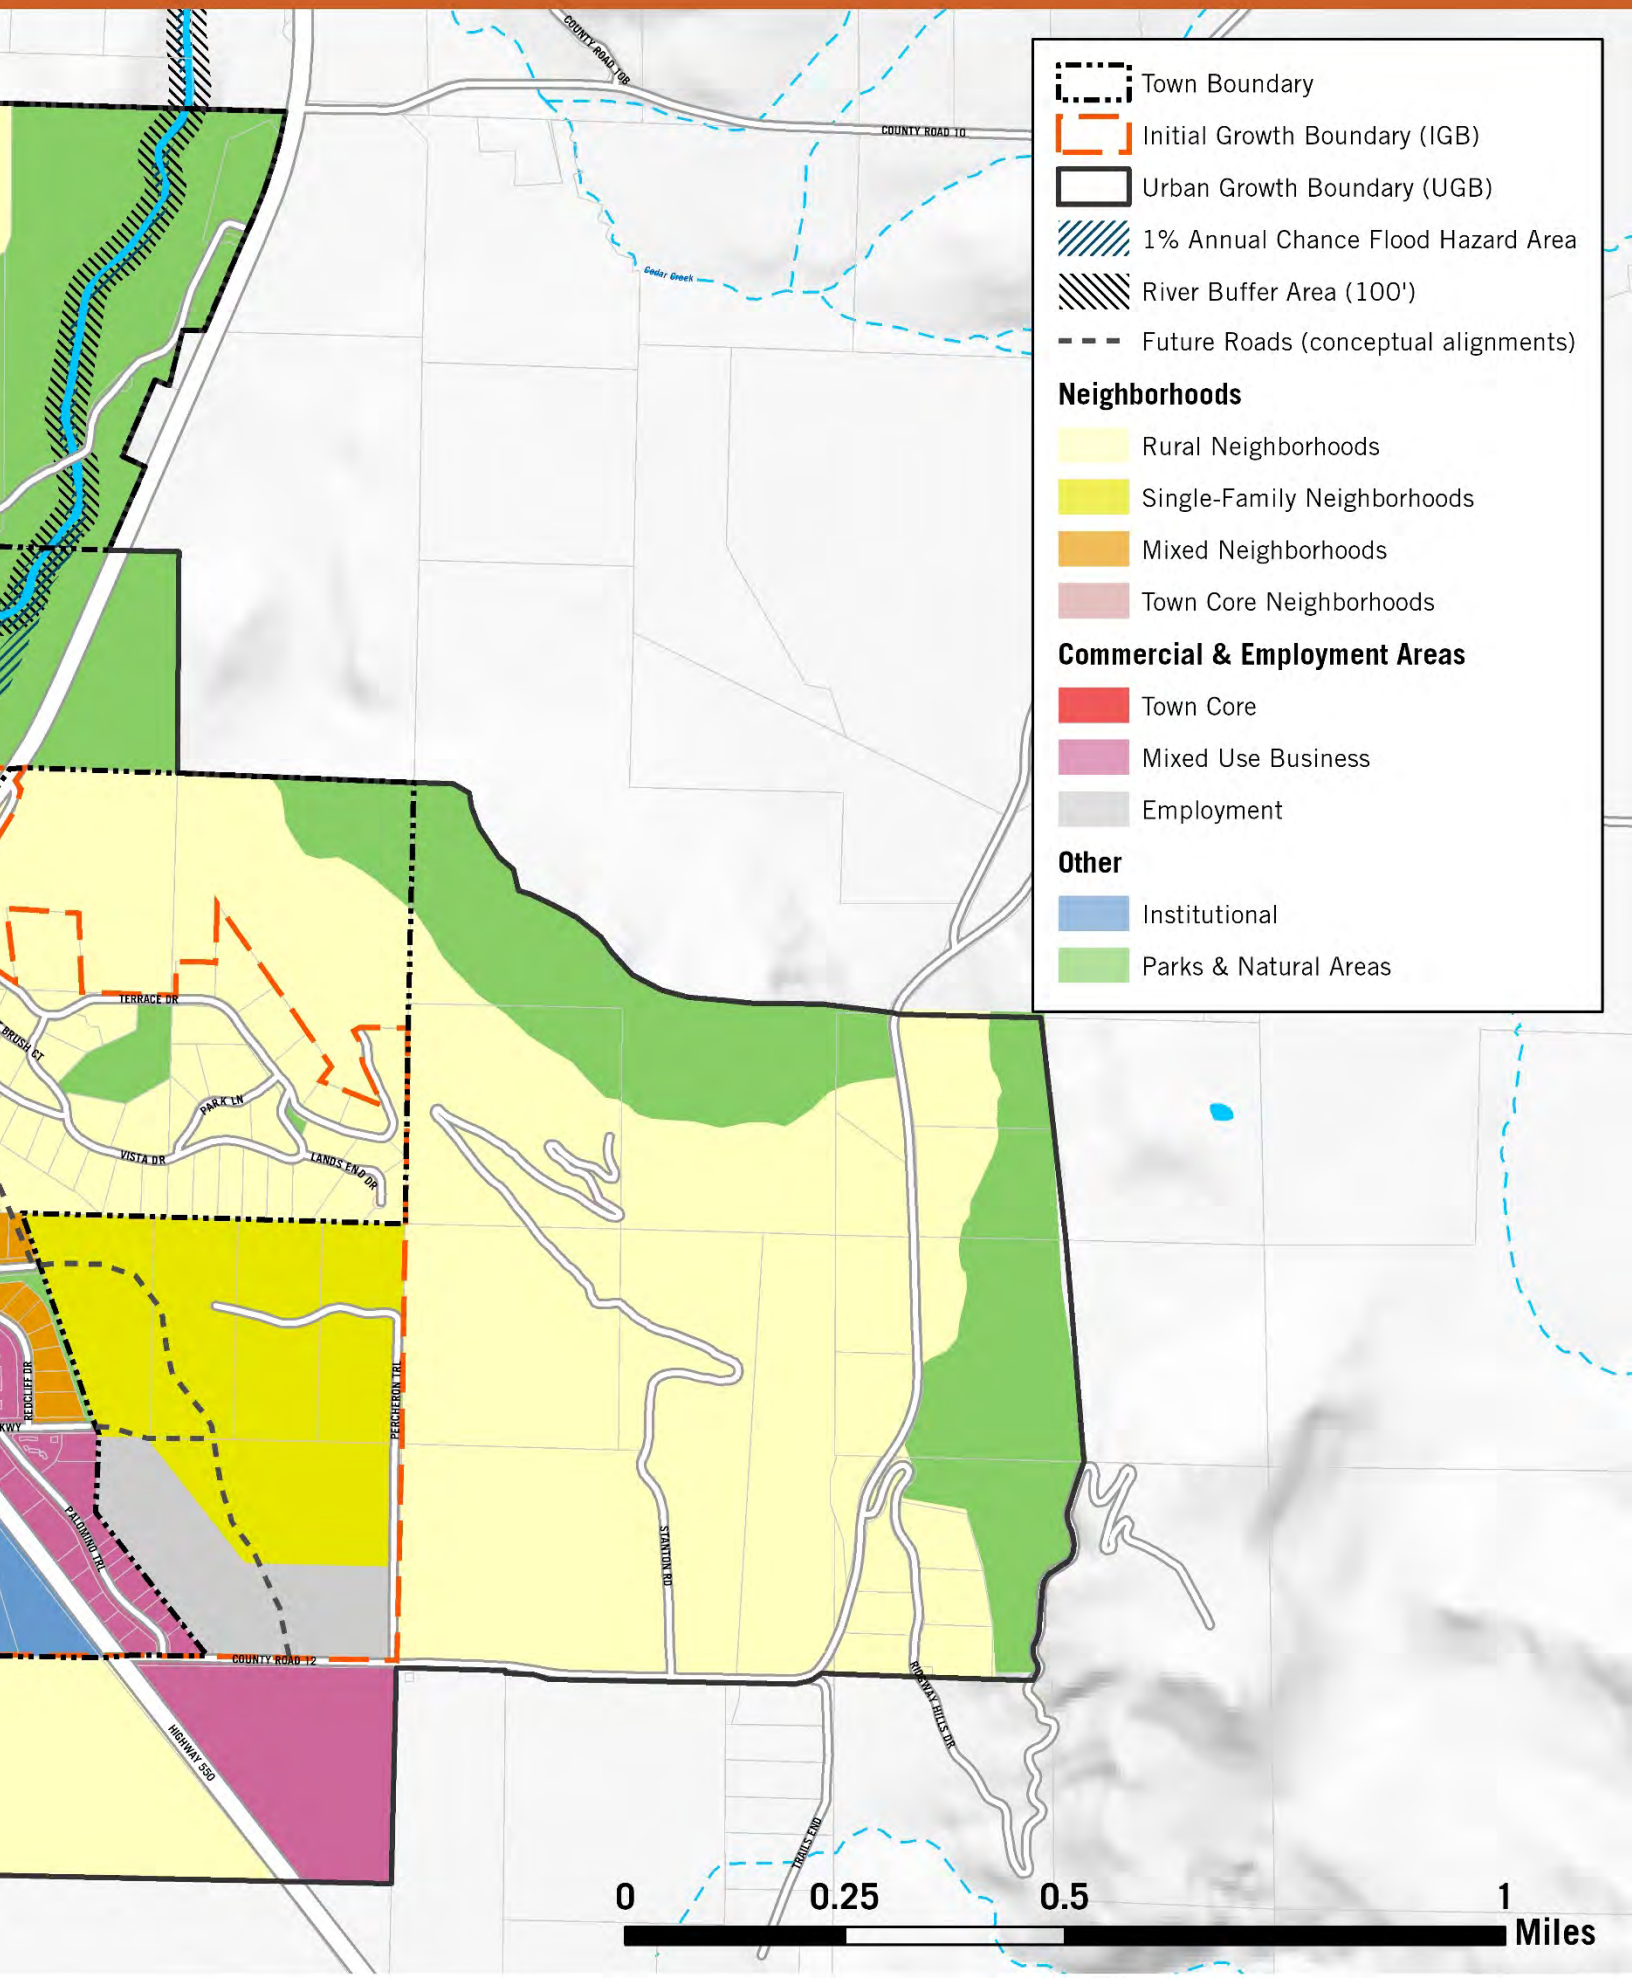 COUNTY ROAD 10B
COUNTY ROAD 10
Cedar Creek
Town Boundary
Initial Growth Boundary (IGB)
Urban Growth Boundary (UGB)
1% Annual Chance Flood Hazard Area
River Buffer Area (100')
Future Roads (conceptual alignments)
Neighborhoods
Rural Neighborhoods
Single-Family Neighborhoods
Mixed Neighborhoods
Town Core Neighborhoods
Commercial & Employment Areas
Town Core
Mixed Use Business
Employment
Other
Institutional
Parks & Natural Areas
TERRACE DR
BRUSH CT
PARK LN
VISTA DR
LANDS END DR
REDCLIFF DR
KWY
PERCHERON TRL
PALOMINO TRL
STANTON RD
COUNTY ROAD 12
RIDGWAY HILLS DR
HIGHWAY 550
TRAILS END
0 0.25 0.5 1
Miles